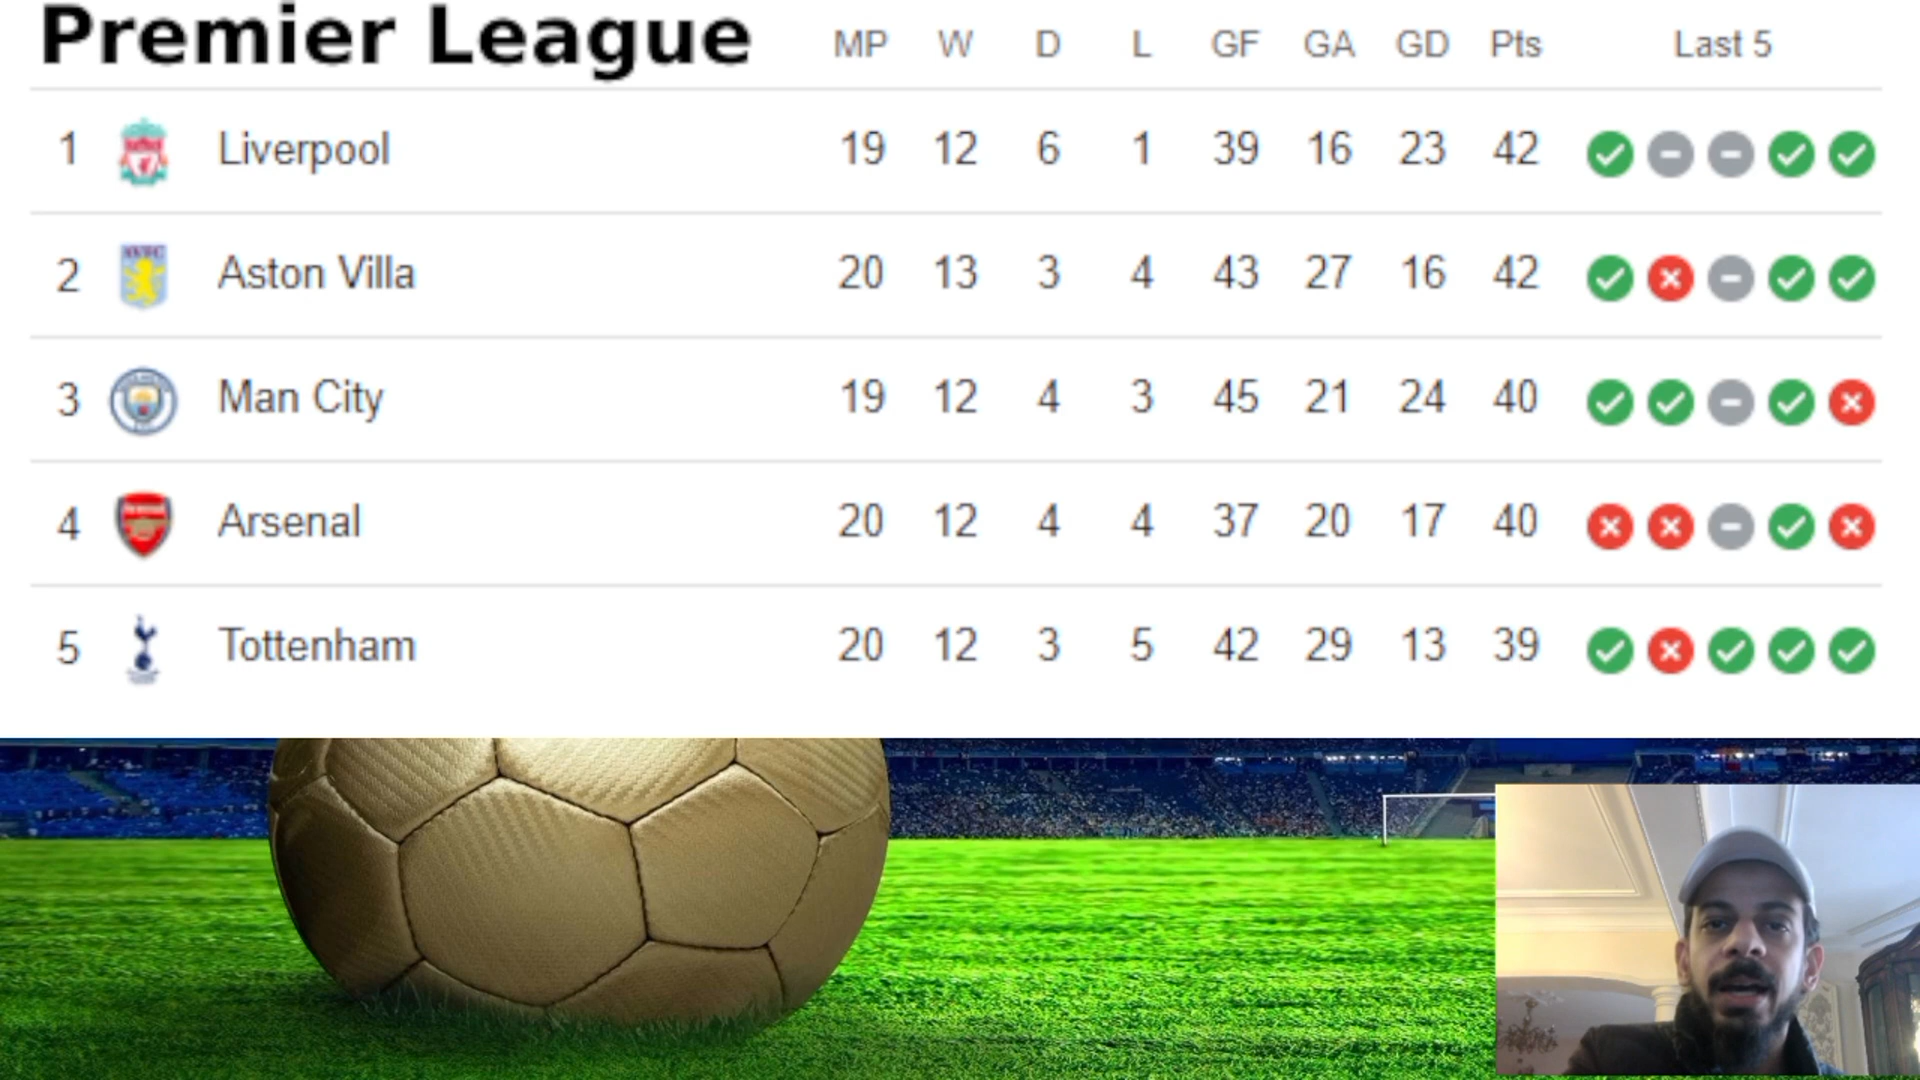 Premier League MP W D L GF GA GD Pts Last 5
1 Liverpool 19 12 6 1 39 16 23 42
2 Aston Villa 20 13 3 4 43 27 16 42
3 Man City 19 12 4 3 45 21 24 40
4 Arsenal 20 12 4 4 37 20 17 40
5 Tottenham 20 12 3 5 42 29 13 39